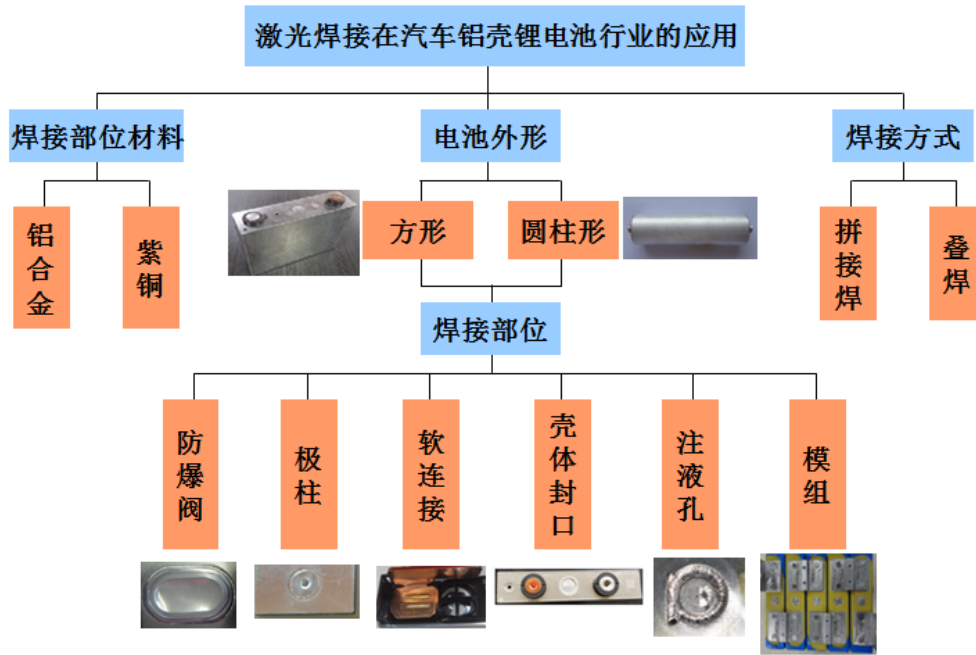 激光焊接在汽车铝壳锂电池行业的应用
焊接部位材料
电池外形
焊接方式
铝合金
紫铜
方形
圆柱形
拼接焊
叠焊
焊接部位
防爆阀
极柱
软连接
壳体封口
注液孔
模组